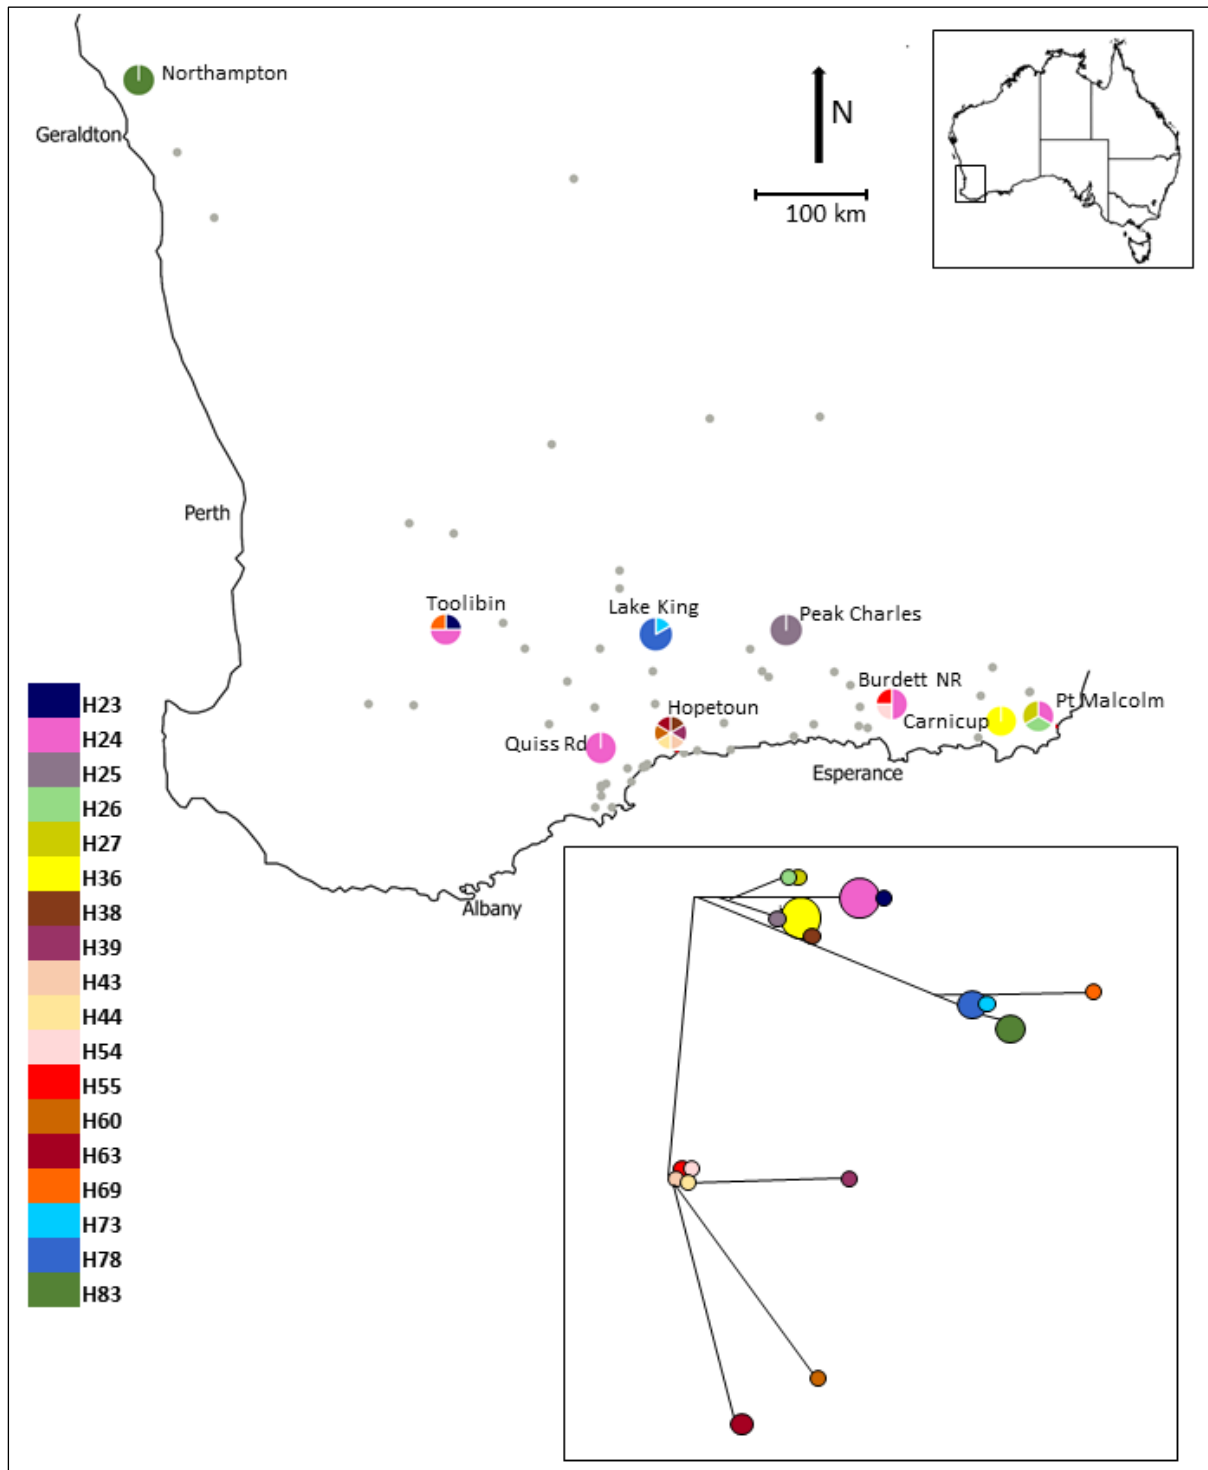 Northampton
Geraldton
N
100 km
Perth
Toolibin
Lake King
Peak Charles
Burdett NR
Hopetoun
Carnicup
Pt Malcolm
Quiss Rd
Esperance
Albany
H23
H24
H25
H26
H27
H36
H38
H39
H43
H44
H54
H55
H60
H63
H69
H73
H78
H83